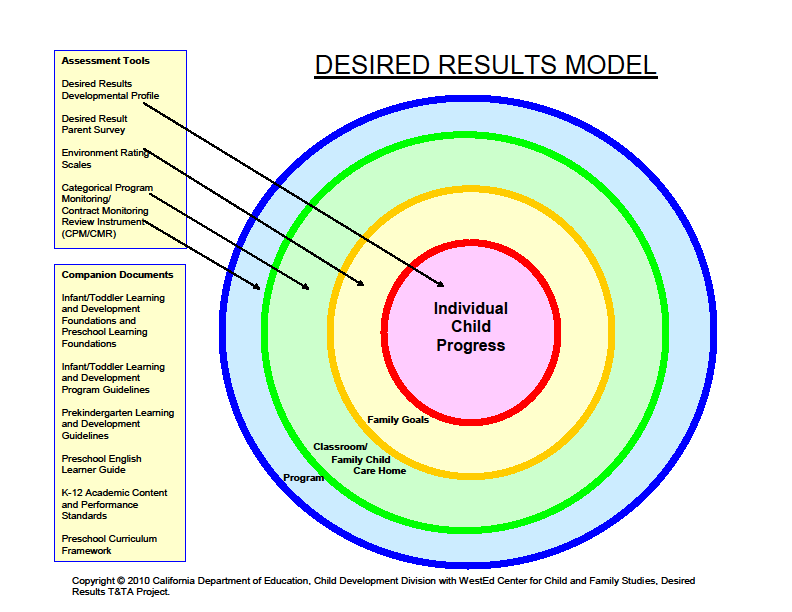 DESIRED RESULTS MODEL
Assessment Tools
Desired Results
Developmental Profile
Desired Result
Parent Survey
Environment Rating
Scales
Categorical Program
Monitoring/
Contract Monitoring
Review Instrument
(CPM/CMR)
Companion Documents
Infant/Toddler Learning
and Development
Foundations and
Preschool Learning
Foundations
Infant/Toddler Learning
and Development
Program Guidelines
Prekindergarten Learning
and Development
Guidelines
Preschool English
Learner Guide
K-12 Academic Content
and Performance
Standards
Preschool Curriculum
Framework
Individual
Child
Progress
Family Goals
Classroom/
Family Child
Care Home
Program
Copyright © 2010 California Department of Education, Child Development Division with WestEd Center for Child and Family Studies, Desired
Results T&TA Project.